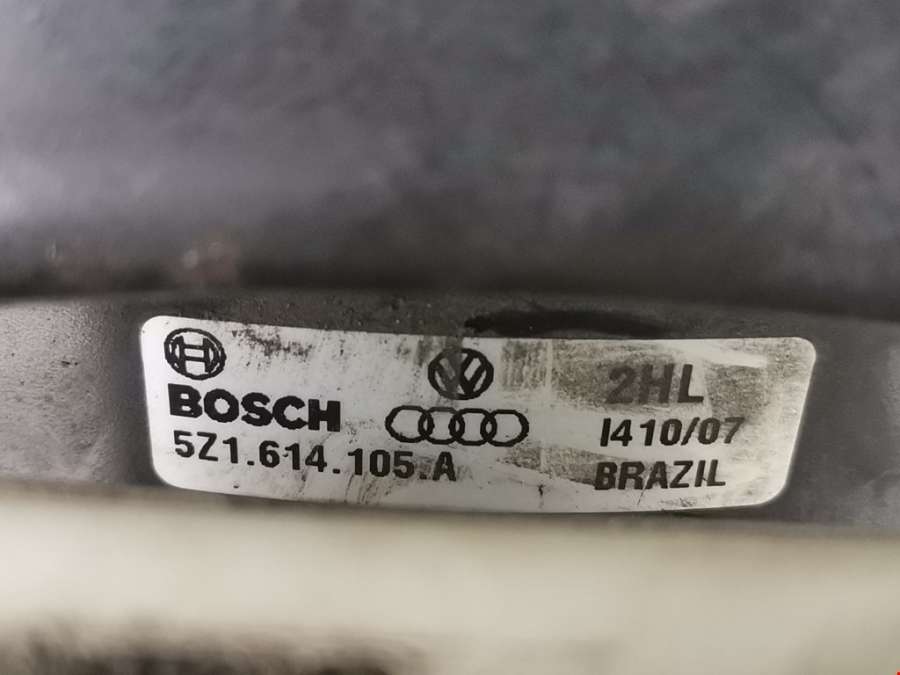 BOSCH
5Z1.614.105.A
2HL
I410/07
BRAZIL